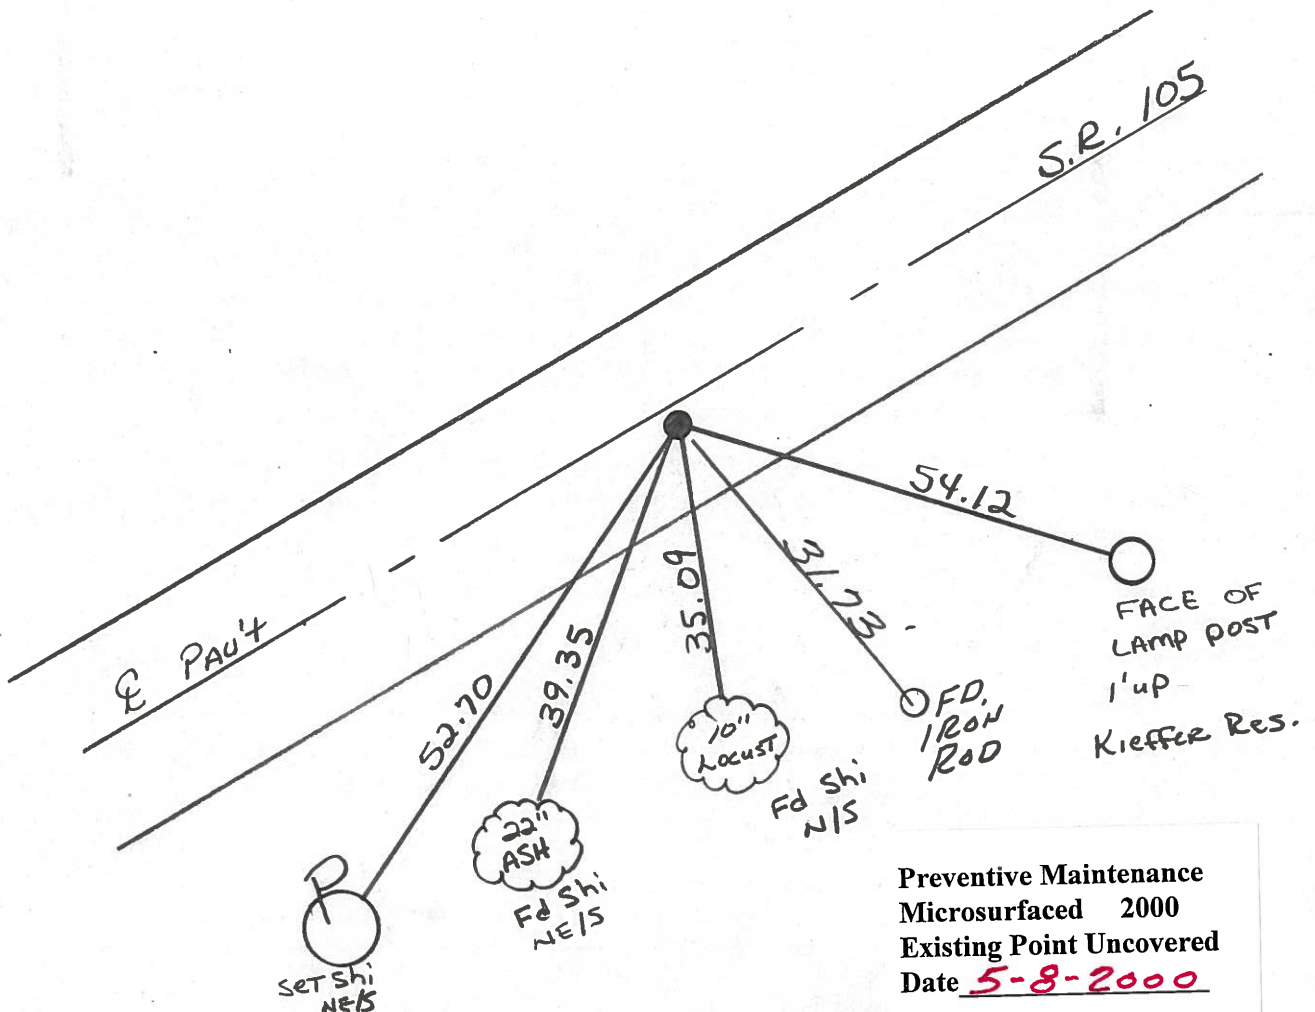 S.R. 105
℄ PAV't
54.12
31.73
35.09
39.35
52.70
FACE OF
LAMP POST
1' UP
Kieffer Res.
FD.
IRON
ROD
10"
LOCUST
Fd Shi
N/S
22"
ASH
Fd Shi
NE/S
P
SET Shi
NE/S
Preventive Maintenance
Microsurfaced 2000
Existing Point Uncovered
Date 5-8-2000